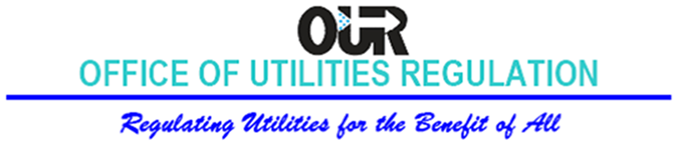 OUR
OFFICE OF UTILITIES REGULATION
Regulating Utilities for the Benefit of All